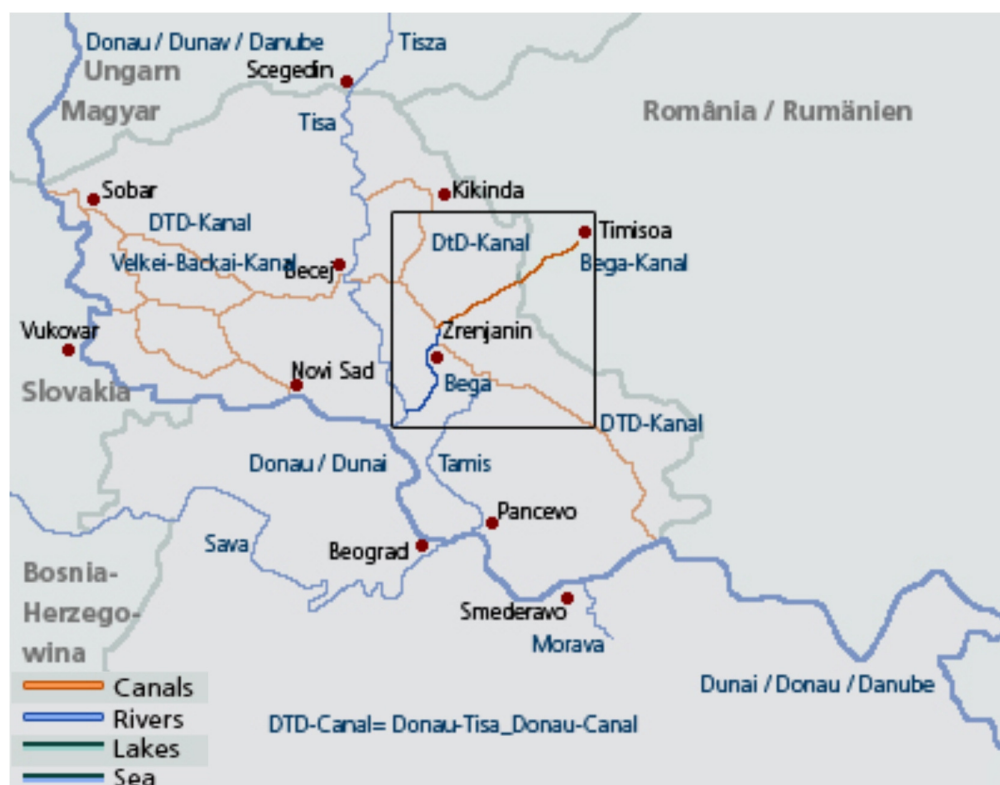 Donau / Dunav / Danube
Tisza
Ungarn
Scegedin
Magyar
România / Rumänien
Tisa
Sobar
Kikinda
DTD-Kanal
Timisoa
DtD-Kanal
Velkei-Backai-Kanal
Becej
Bega-Kanal
Vukovar
Zrenjanin
Novi Sad
Bega
Slovakia
DTD-Kanal
Donau / Dunai
Tamis
Pancevo
Sava
Beograd
Bosnia-
Herzego-
wina
Smederavo
Morava
Dunai / Donau / Danube
Canals
Rivers
Lakes
Sea
DTD-Canal= Donau-Tisa_Donau-Canal